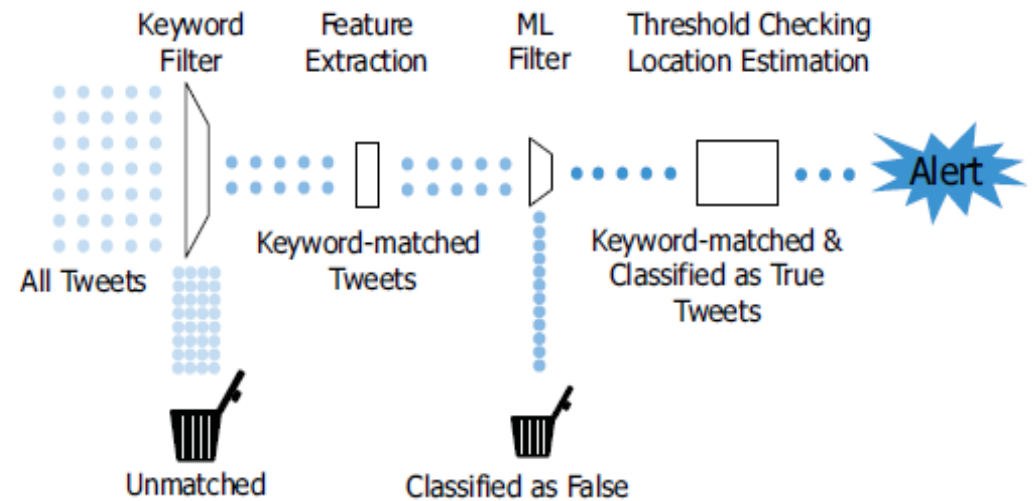 Keyword
Filter
Feature
Extraction
ML
Filter
Threshold Checking
Location Estimation
Alert
All Tweets
Keyword-matched
Tweets
Keyword-matched &
Classified as True
Tweets
Unmatched
Classified as False